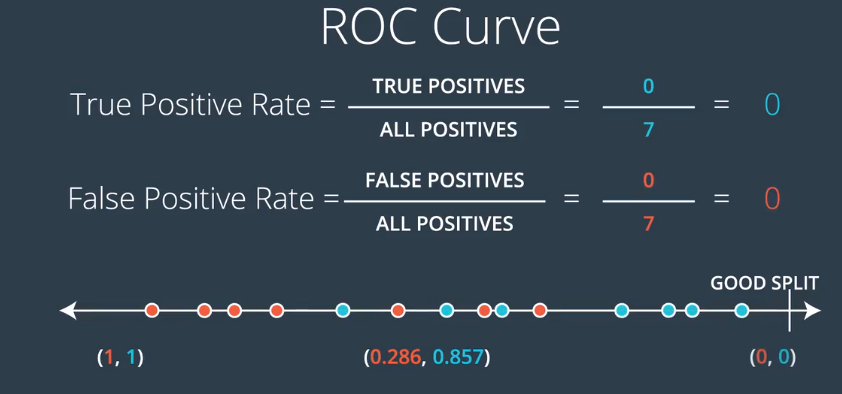 ROC Curve
True Positive Rate = TRUE POSITIVES / ALL POSITIVES = 0 / 7 = 0
False Positive Rate = FALSE POSITIVES / ALL POSITIVES = 0 / 7 = 0
GOOD SPLIT
(1, 1) (0.286, 0.857) (0, 0)